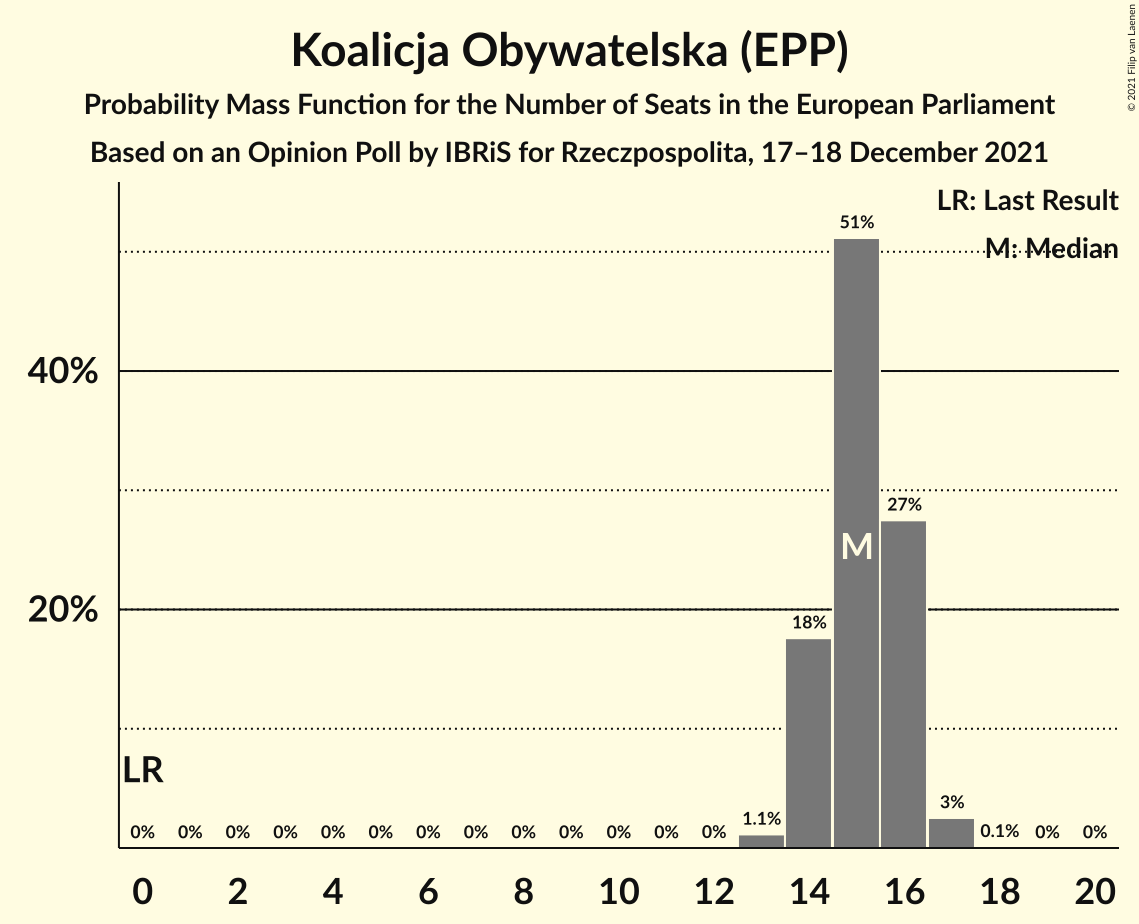 Koalicja Obywatelska (EPP)
Probability Mass Function for the Number of Seats in the European Parliament
Based on an Opinion Poll by IBRiS for Rzeczpospolita, 17–18 December 2021
© 2021 Filip van Laenen
LR: Last Result
M: Median
51%
40%
27%
M
20%
18%
LR
3%
0% 0% 0% 0% 0% 0% 0% 0% 0% 0% 0% 0% 0% 1.1% 0.1% 0% 0%
0 2 4 6 8 10 12 14 16 18 20